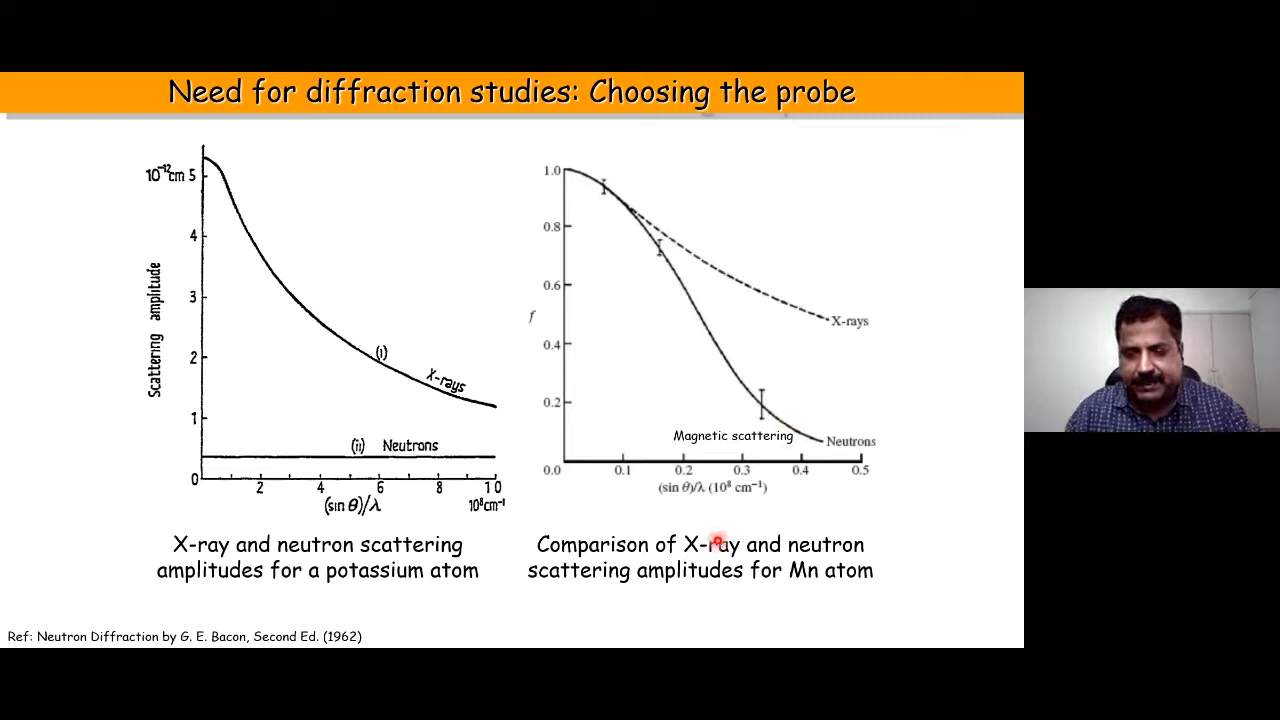 Need for diffraction studies: Choosing the probe
10⁻¹²cm 5
4
3
2
1
0
Scattering amplitude
(i)
X-rays
(ii) Neutrons
2 4 6 8 10
(sin θ)/λ 10⁸cm⁻¹
X-ray and neutron scattering
amplitudes for a potassium atom
1.0
0.8
0.6
0.4
0.2
0.0
f
X-rays
Magnetic scattering
Neutrons
0.1 0.2 0.3 0.4 0.5
(sin θ)/λ (10⁸ cm⁻¹)
Comparison of X-ray and neutron
scattering amplitudes for Mn atom
Ref: Neutron Diffraction by G. E. Bacon, Second Ed. (1962)